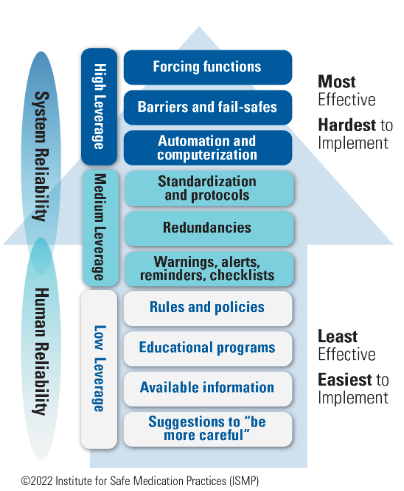 System Reliability
Human Reliability
High Leverage
Forcing functions
Barriers and fail-safes
Automation and
computerization
Medium Leverage
Standardization
and protocols
Redundancies
Warnings, alerts,
reminders, checklists
Low Leverage
Rules and policies
Educational programs
Available information
Suggestions to “be
more careful”
Most
Effective
Hardest to
Implement
Least
Effective
Easiest to
Implement
©2022 Institute for Safe Medication Practices (ISMP)